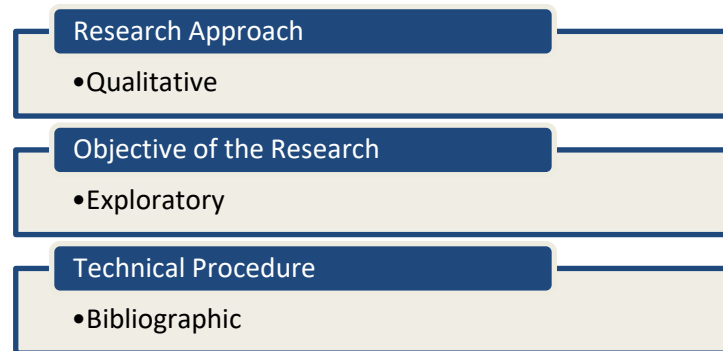 Research Approach
•Qualitative
Objective of the Research
•Exploratory
Technical Procedure
•Bibliographic